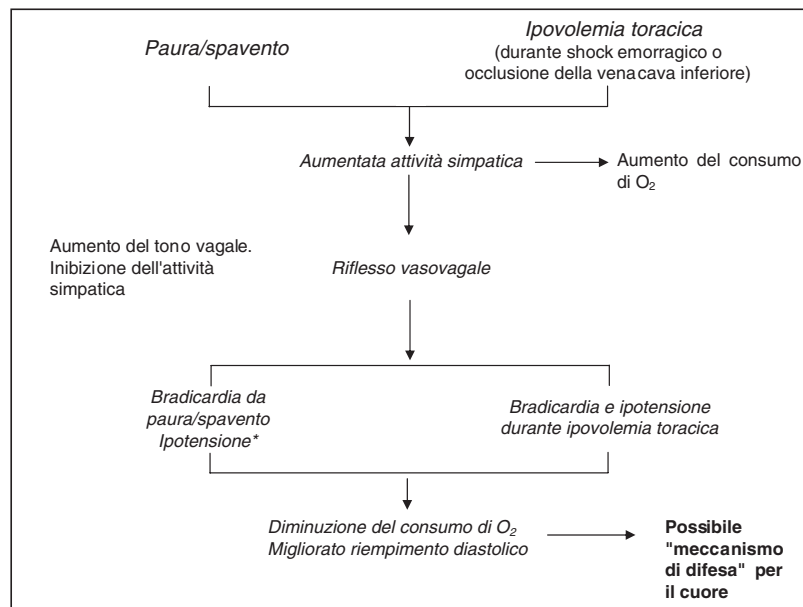 Paura/spavento
Ipovolemia toracica
(durante shock emorragico o
occlusione della vena cava inferiore)
Aumentata attività simpatica
Aumento del consumo
di O₂
Aumento del tono vagale.
Inibizione dell'attività
simpatica
Riflesso vasovagale
Bradicardia da
paura/spavento
Ipotensione*
Bradicardia e ipotensione
durante ipovolemia toracica
Diminuzione del consumo di O₂
Migliorato riempimento diastolico
Possibile
"meccanismo
di difesa" per
il cuore